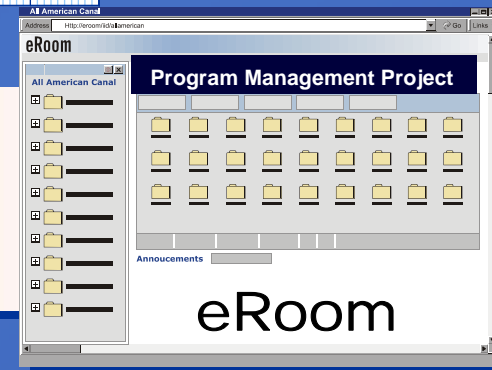 All American Canal
Address Http://eroom/iid/allamerican Go Links
eRoom
All American Canal
Program Management Project
Annoucements
eRoom